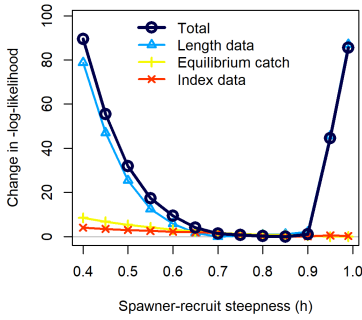 Change in -log-likelihood
100
80
60
40
20
0
Total
Length data
Equilibrium catch
Index data
0.4 0.5 0.6 0.7 0.8 0.9 1.0
Spawner-recruit steepness (h)